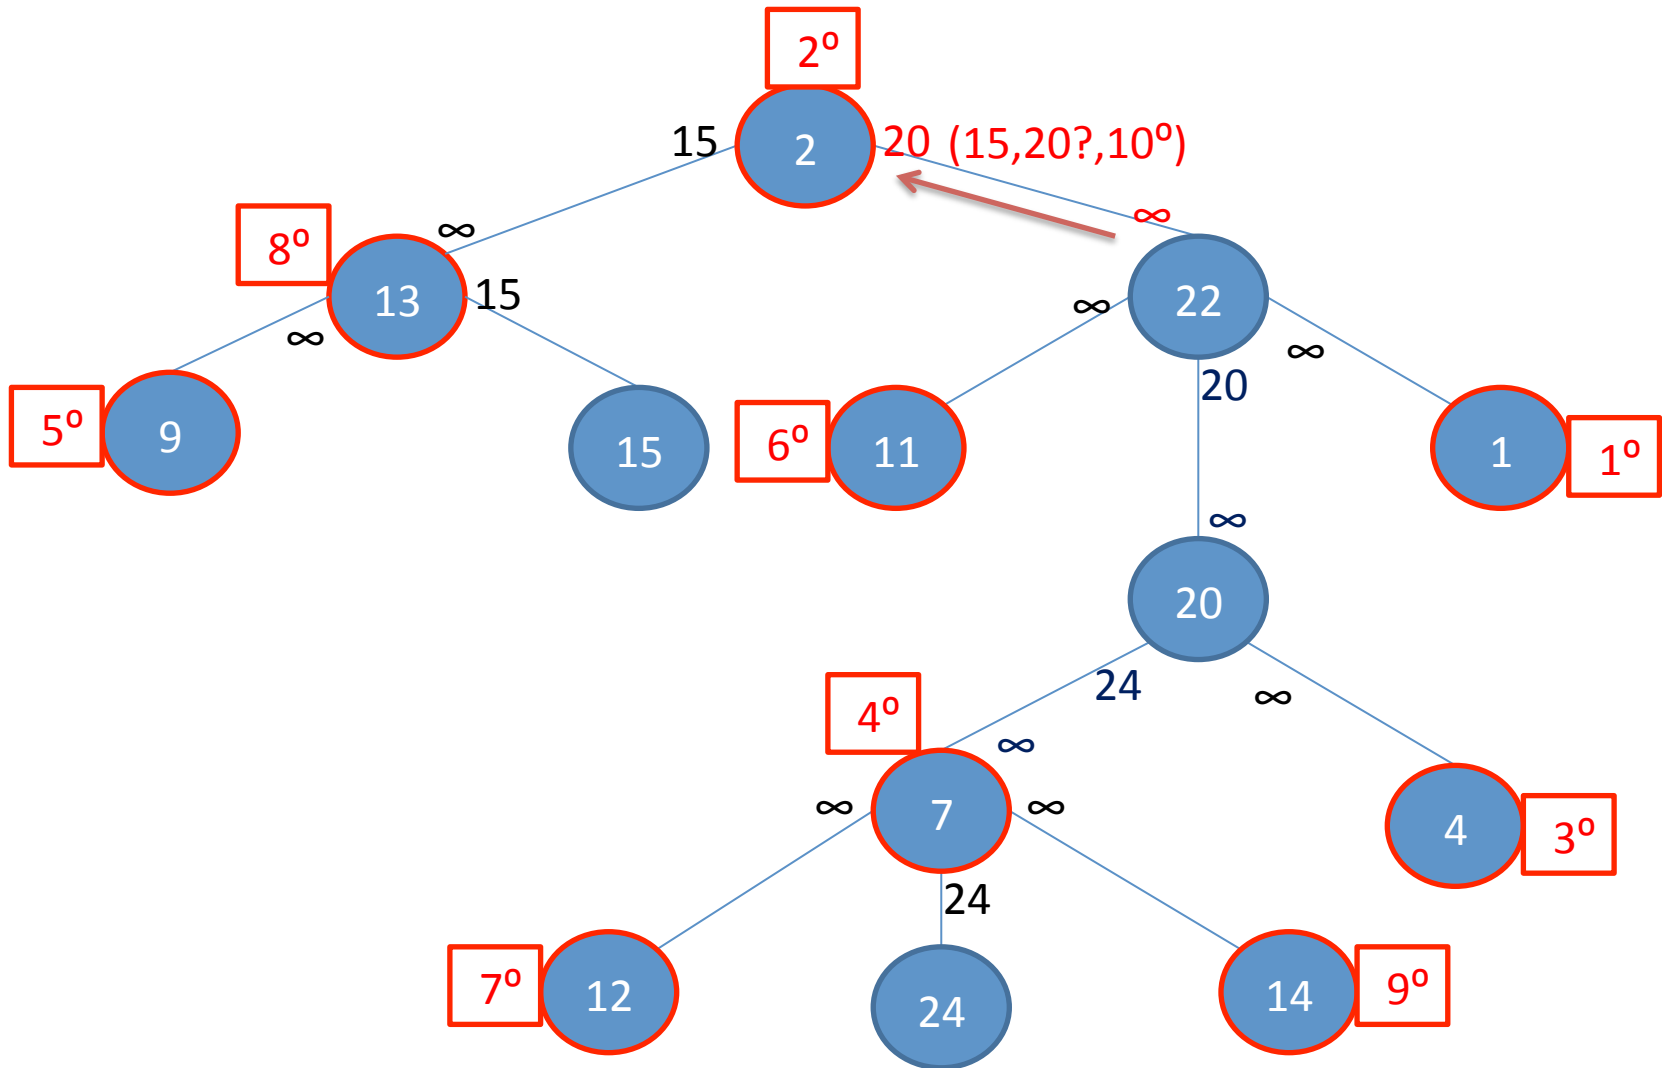 2º
15 2 20 (15,20?,10º)
∞ ∞
8º
13 15 22
∞ ∞ ∞
20
5º 9 15 6º 11 1 1º
∞
20
24 ∞
4º
∞
∞ 7 ∞ 4 3º
24
7º 12 24 14 9º